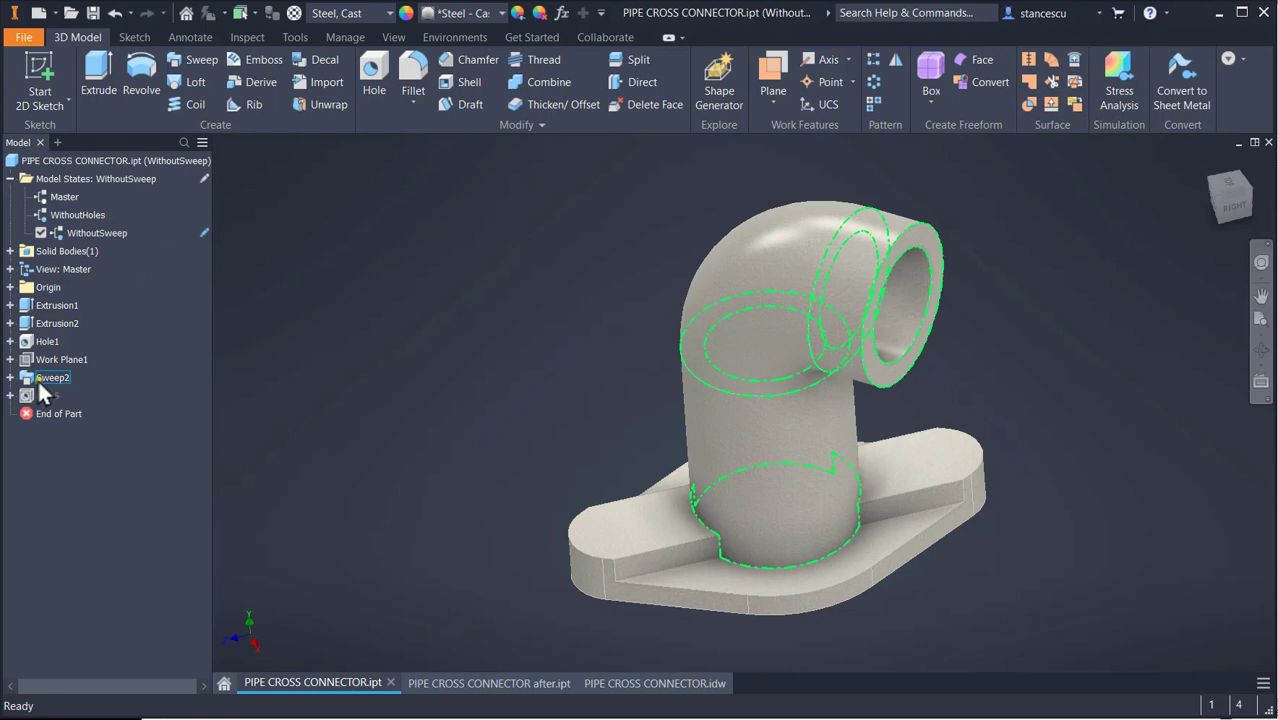 Steel, Cast
*Steel - Cas
PIPE CROSS CONNECTOR.ipt (Without...
Search Help & Commands...
stancescu
File
3D Model
Sketch
Annotate
Inspect
Tools
Manage
View
Environments
Get Started
Collaborate
Start
2D Sketch
Extrude
Revolve
Sweep
Loft
Coil
Emboss
Derive
Rib
Decal
Import
Unwrap
Hole
Fillet
Chamfer
Shell
Draft
Thread
Combine
Thicken/ Offset
Split
Direct
Delete Face
Shape
Generator
Plane
Axis
Point
UCS
Box
Face
Convert
Stress
Analysis
Convert to
Sheet Metal
Sketch
Create
Modify
Explore
Work Features
Pattern
Create Freeform
Surface
Simulation
Convert
Model
PIPE CROSS CONNECTOR.ipt (WithoutSweep)
Model States: WithoutSweep
Master
WithoutHoles
WithoutSweep
Solid Bodies(1)
View: Master
Origin
Extrusion1
Extrusion2
Hole1
Work Plane1
Sweep2
End of Part
RIGHT
Y
Z
X
PIPE CROSS CONNECTOR.ipt
PIPE CROSS CONNECTOR after.ipt
PIPE CROSS CONNECTOR.idw
Ready
1
4